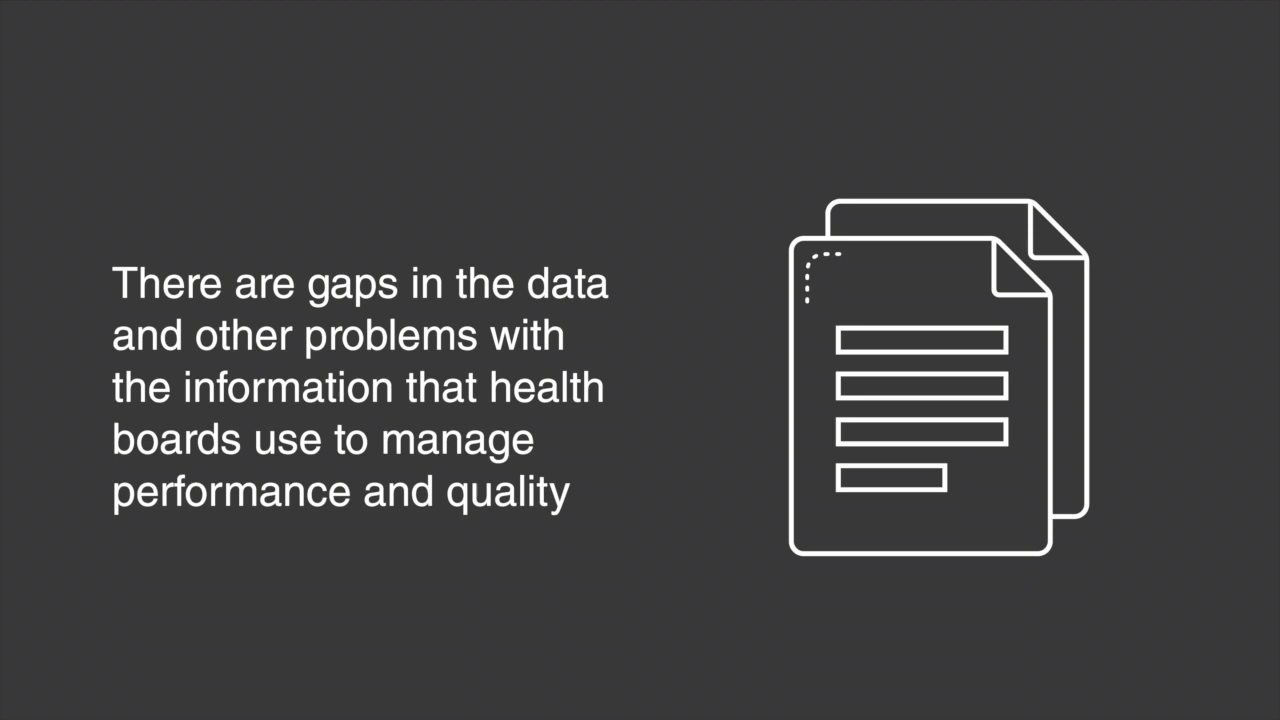 There are gaps in the data
and other problems with
the information that health
boards use to manage
performance and quality